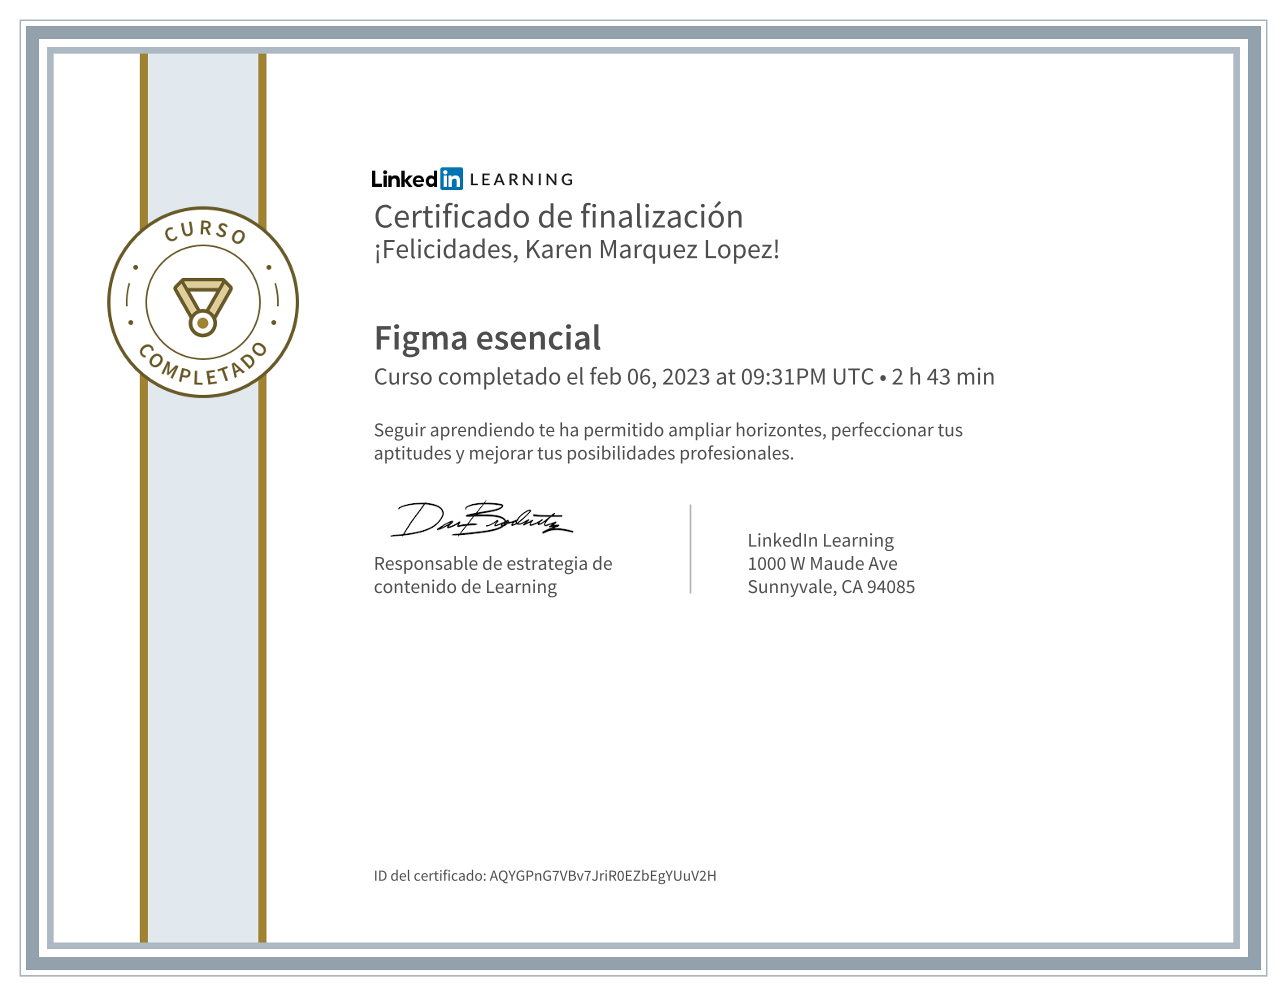 CURSO
COMPLETADO
Linkedin LEARNING
Certificado de finalización
¡Felicidades, Karen Marquez Lopez!
Figma esencial
Curso completado el feb 06, 2023 at 09:31PM UTC • 2 h 43 min
Seguir aprendiendo te ha permitido ampliar horizontes, perfeccionar tus
aptitudes y mejorar tus posibilidades profesionales.
Responsable de estrategia de
contenido de Learning
LinkedIn Learning
1000 W Maude Ave
Sunnyvale, CA 94085
ID del certificado: AQYGPnG7VBv7JriR0EZbEgYUuV2H